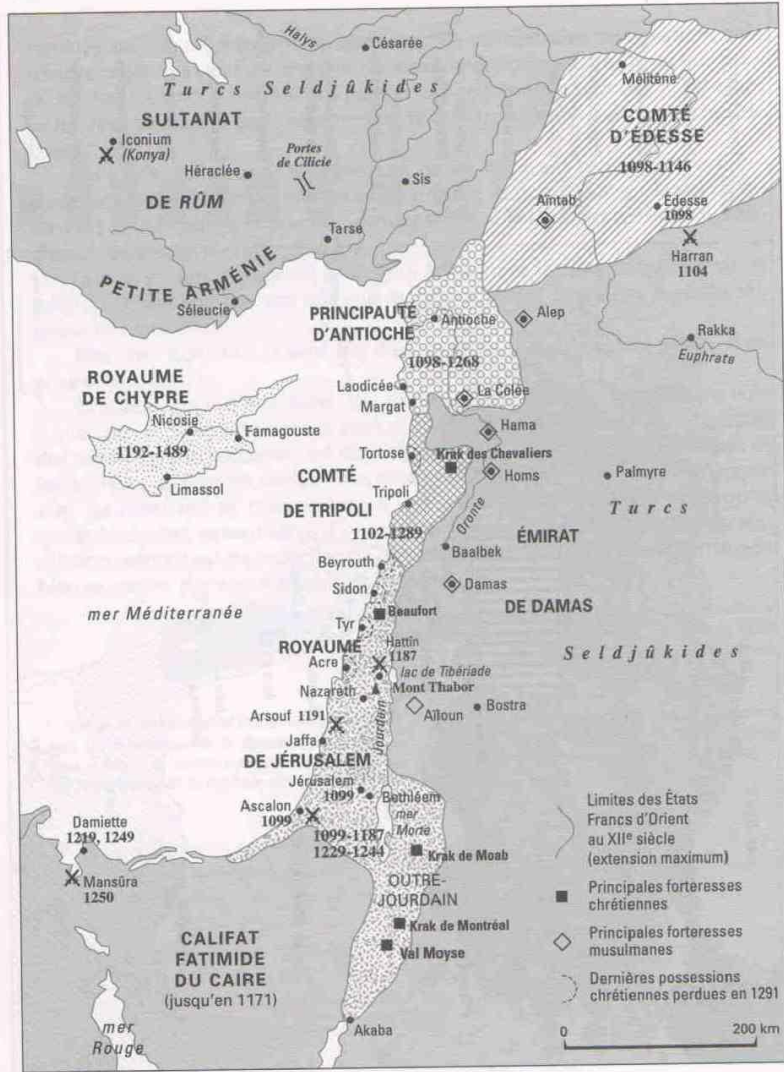 Halys
Césarée
Turcs Seldjûkides
Mélitène
SULTANAT
Iconium
(Konya)
Portes
de Cilicie
Héraclée
Sis
DE RÛM
Tarse
COMTÉ
D'ÉDESSE
1098-1146
Aïntab
Édesse
1098
Harran
1104
PETITE ARMÉNIE
Séleucie
PRINCIPAUTÉ
D'ANTIOCHE
Antioche
Alep
1098-1268
Rakka
Euphrate
ROYAUME
DE CHYPRE
Laodicée
La Colée
Margat
Nicosie
Famagouste
1192-1489
Limassol
Hama
Tortose
Krak des Chevaliers
Homs
Palmyre
COMTÉ
DE TRIPOLI
Tripoli
1102-1289
Oronte
Turcs
ÉMIRAT
Baalbek
Beyrouth
Damas
Sidon
Beaufort
DE DAMAS
mer Méditerranée
Tyr
Seldjûkides
ROYAUME
Hattîn
1187
Acre
lac de Tibériade
Mont Thabor
Nazareth
Aïloun
Bostra
Arsouf 1191
Jourdain
Jaffa
DE JÉRUSALEM
Jérusalem
1099
Bethléem
Ascalon
1099
mer
Morte
1099-1187
1229-1244
Damiette
1219, 1249
Krak de Moab
Mansûra
1250
OUTRE-
JOURDAIN
Krak de Montréal
Val Moyse
CALIFAT
FATIMIDE
DU CAIRE
(jusqu'en 1171)
mer
Rouge
Akaba
Limites des États
Francs d'Orient
au XIIe siècle
(extension maximum)
Principales forteresses
chrétiennes
Principales forteresses
musulmanes
Dernières possessions
chrétiennes perdues en 1291
0
200 km